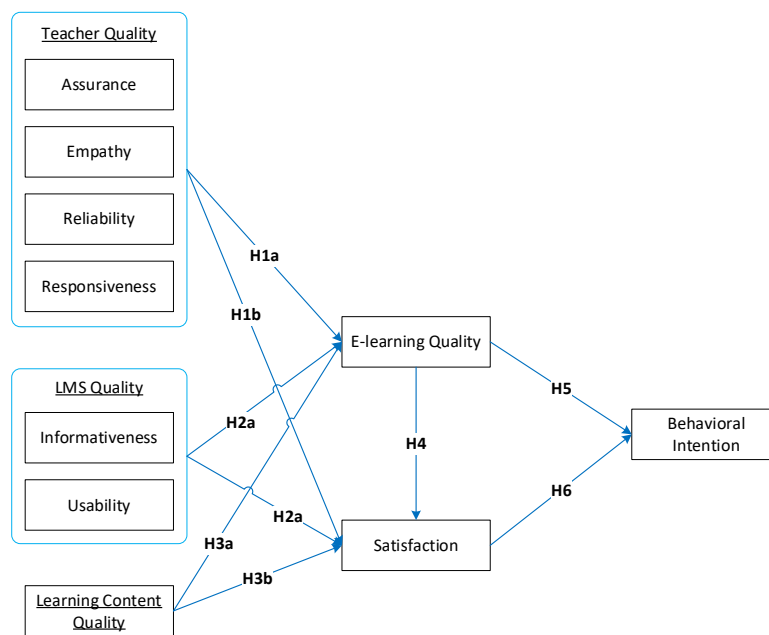 Teacher Quality
Assurance
Empathy
Reliability
Responsiveness
H1a
H1b
E-learning Quality
LMS Quality
Informativeness
Usability
H2a
H2a
H3a
H3b
H4
H5
H6
Behavioral
Intention
Satisfaction
Learning Content
Quality